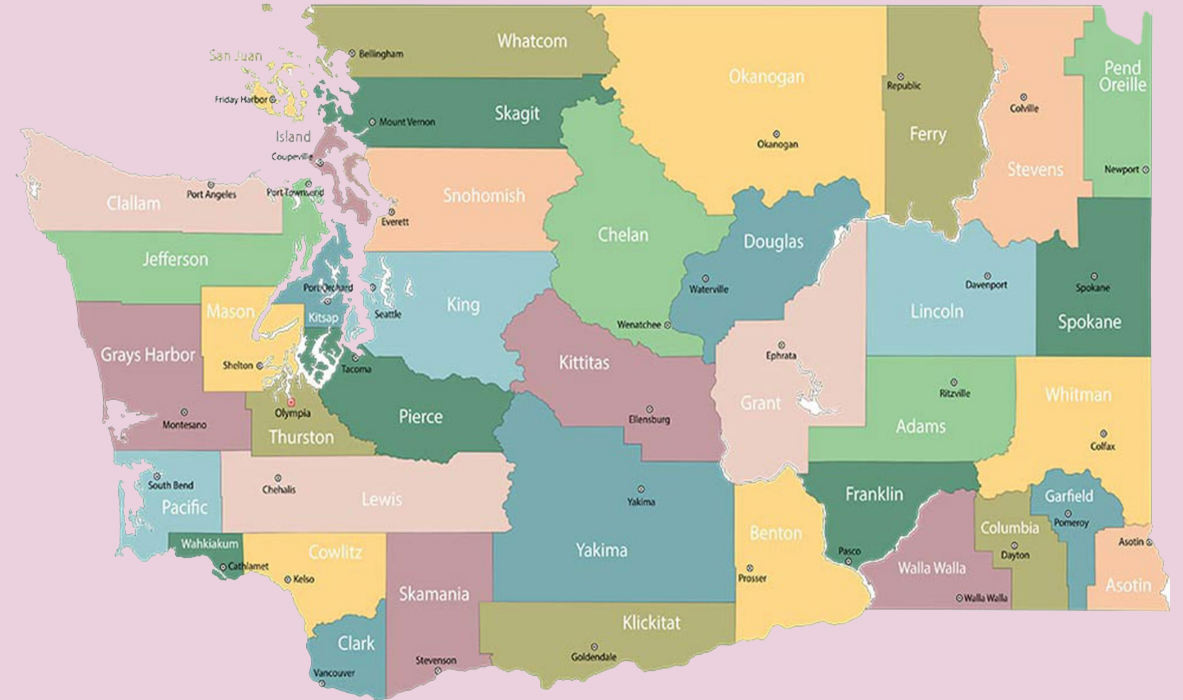 Whatcom
Bellingham
San Juan
Friday Harbor
Skagit
Mount Vernon
Island
Coupeville
Okanogan
Okanogan
Republic
Ferry
Colville
Stevens
Pend
Oreille
Newport
Clallam
Port Angeles
Port Townsend
Snohomish
Everett
Chelan
Wenatchee
Douglas
Waterville
Jefferson
Port Orchard
Kitsap
Seattle
King
Mason
Shelton
Grays Harbor
Montesano
Tacoma
Pierce
Olympia
Thurston
Kittitas
Ellensburg
Ephrata
Grant
Lincoln
Davenport
Spokane
Spokane
Ritzville
Adams
Whitman
Colfax
South Bend
Pacific
Chehalis
Lewis
Yakima
Yakima
Benton
Prosser
Franklin
Pasco
Walla Walla
Walla Walla
Columbia
Dayton
Garfield
Pomeroy
Asotin
Asotin
Wahkiakum
Cathlamet
Cowlitz
Kelso
Skamania
Stevenson
Clark
Vancouver
Klickitat
Goldendale